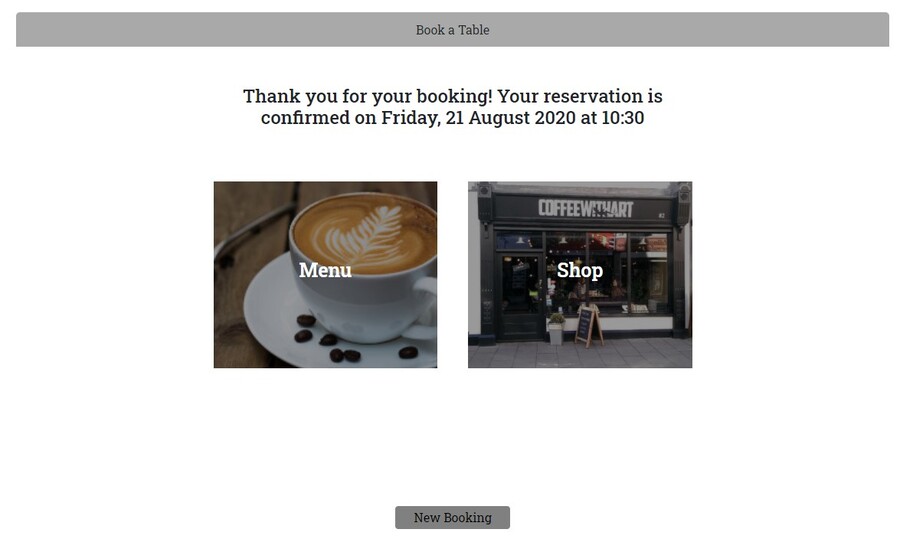 Book a Table
Thank you for your booking! Your reservation is
confirmed on Friday, 21 August 2020 at 10:30
Menu
COFFEEWITHART
Shop
New Booking